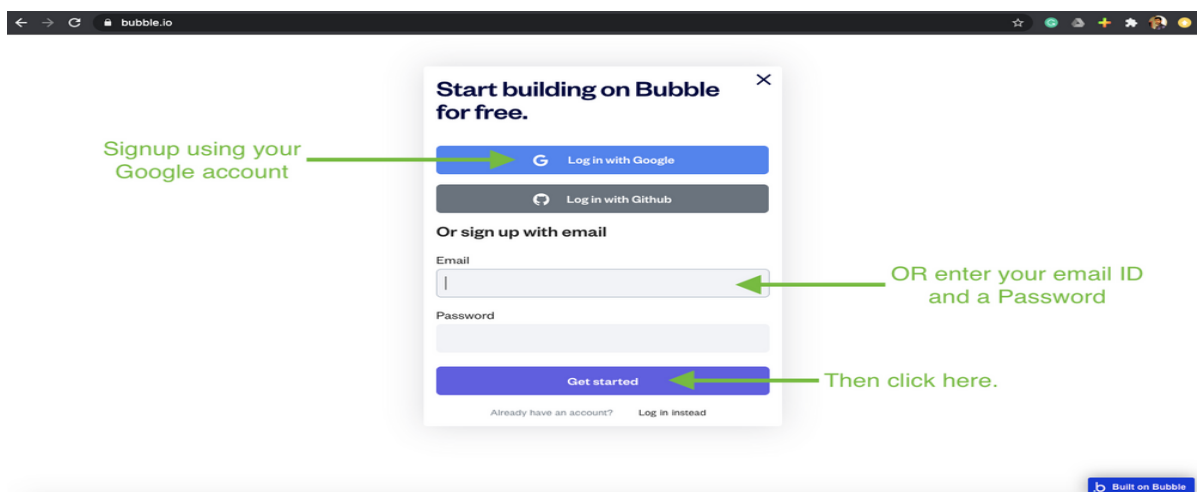 bubble.io
Start building on Bubble
for free.
Signup using your
Google account
Log in with Google
Log in with Github
Or sign up with email
Email
OR enter your email ID
and a Password
Password
Get started
Then click here.
Already have an account? Log in instead
Built on Bubble